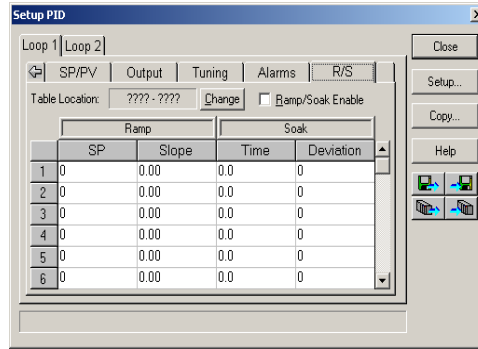 Setup PID
Loop 1 Loop 2 Close
SP/PV Output Tuning Alarms R/S
Setup...
Table Location: ???? - ???? Change Ramp/Soak Enable
Copy...
Ramp Soak
SP Slope Time Deviation Help
1 0 0.00 0.0 0
2 0 0.00 0.0 0
3 0 0.00 0.0 0
4 0 0.00 0.0 0
5 0 0.00 0.0 0
6 0 0.00 0.0 0